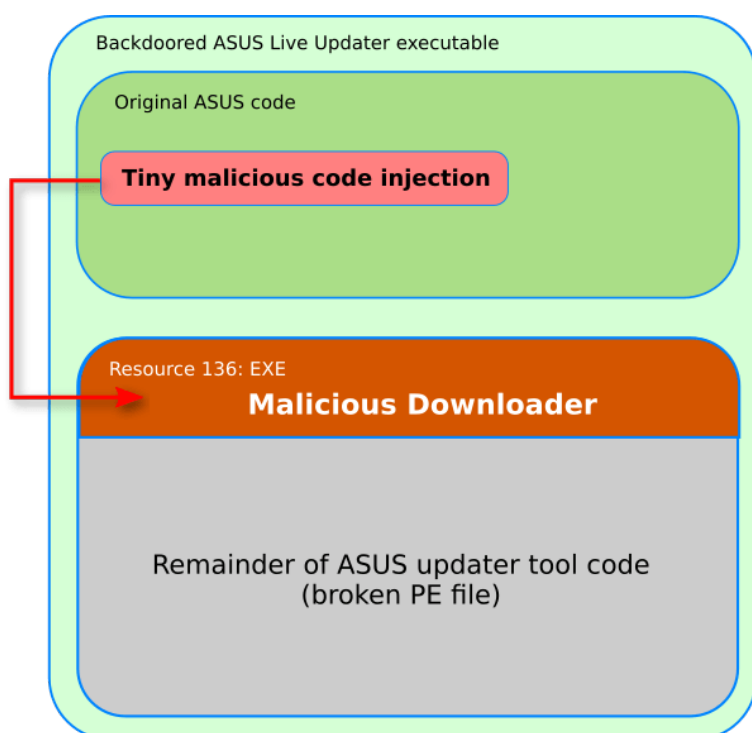 Backdoored ASUS Live Updater executable
Original ASUS code
Tiny malicious code injection
Resource 136: EXE
Malicious Downloader
Remainder of ASUS updater tool code
(broken PE file)